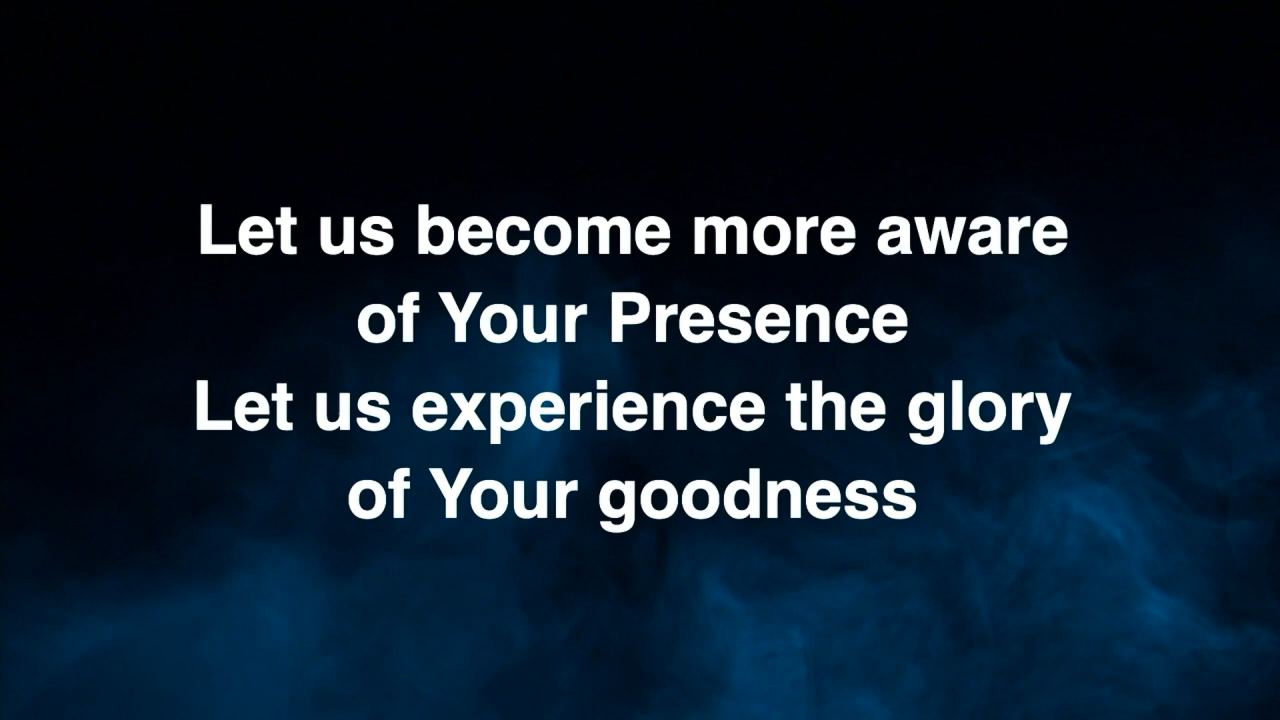 Let us become more aware
of Your Presence
Let us experience the glory
of Your goodness